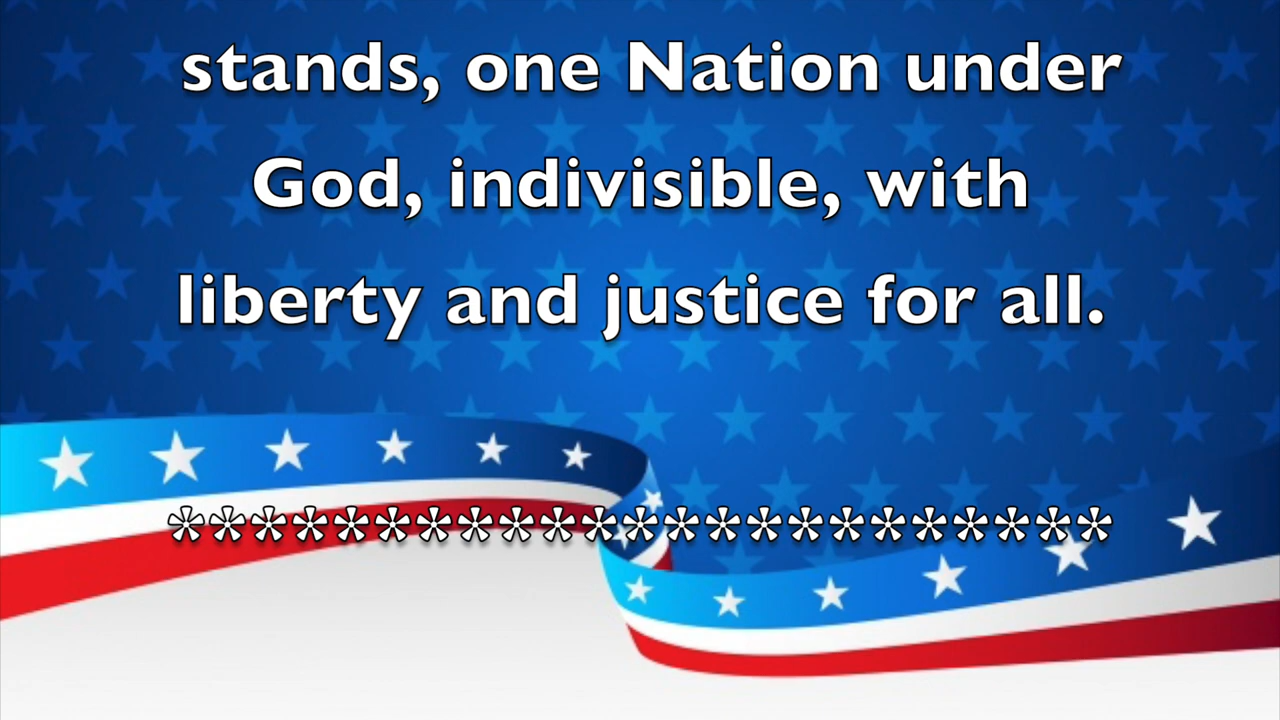 stands, one Nation under
God, indivisible, with
liberty and justice for all.
***********************